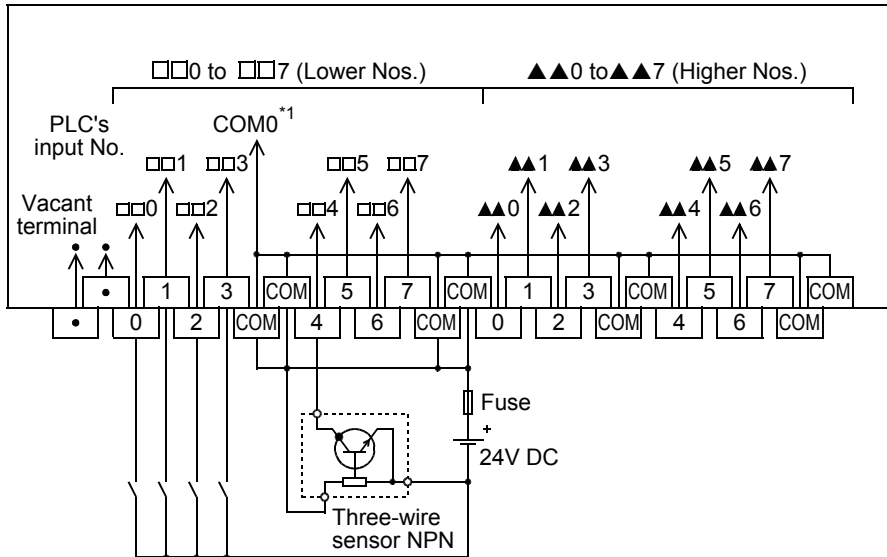 □□0 to □□7 (Lower Nos.) ▲▲0 to▲▲7 (Higher Nos.)
PLC's
input No.
COM0*1
□□1 □□3 □□5 □□7 ▲▲1 ▲▲3 ▲▲5 ▲▲7
Vacant
terminal
□□0 □□2 □□4 □□6 ▲▲0 ▲▲2 ▲▲4 ▲▲6
• •
• 1 3 COM 5 7 COM 1 3 COM 5 7 COM
• 0 2 COM 4 6 COM 0 2 COM 4 6 COM
Fuse
+
24V DC
Three-wire
sensor NPN